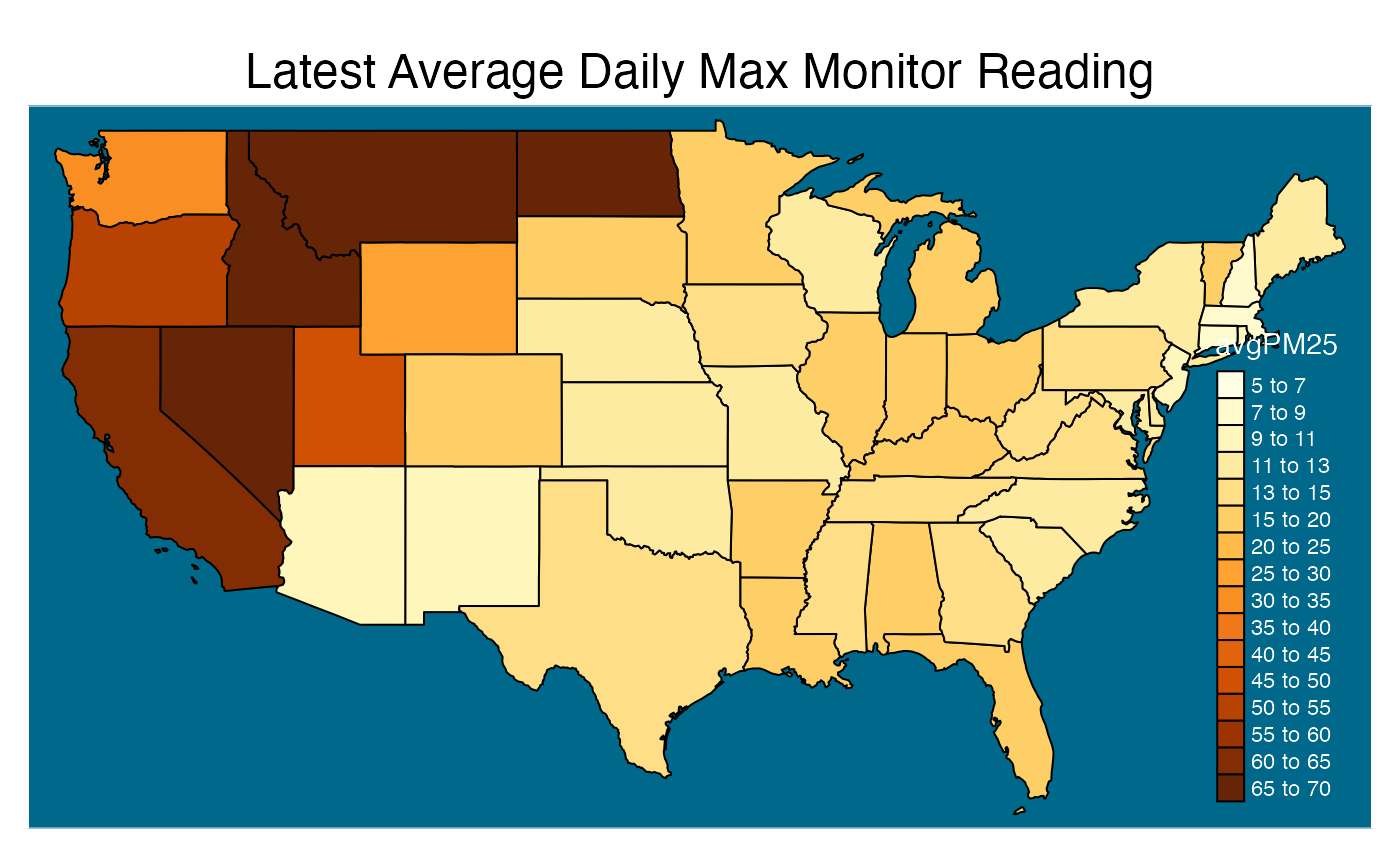 Latest Average Daily Max Monitor Reading
avgPM25
5 to 7
7 to 9
9 to 11
11 to 13
13 to 15
15 to 20
20 to 25
25 to 30
30 to 35
35 to 40
40 to 45
45 to 50
50 to 55
55 to 60
60 to 65
65 to 70